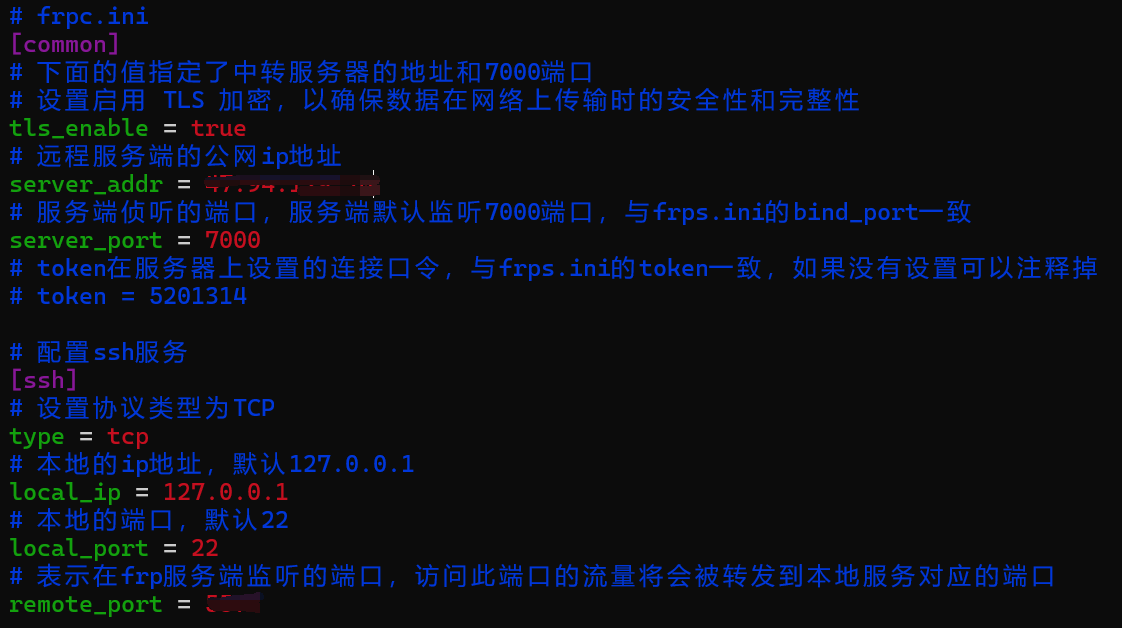 # frpc.ini
[common]
# 下面的值指定了中转服务器的地址和7000端口
# 设置启用 TLS 加密，以确保数据在网络上传输时的安全性和完整性
tls_enable = true
# 远程服务端的公网ip地址
server_addr =
# 服务端侦听的端口，服务端默认监听7000端口，与frps.ini的bind_port一致
server_port = 7000
# token在服务器上设置的连接口令，与frps.ini的token一致，如果没有设置可以注释掉
# token = 5201314
# 配置ssh服务
[ssh]
# 设置协议类型为TCP
type = tcp
# 本地的ip地址，默认127.0.0.1
local_ip = 127.0.0.1
# 本地的端口，默认22
local_port = 22
# 表示在frp服务端监听的端口，访问此端口的流量将会被转发到本地服务对应的端口
remote_port =